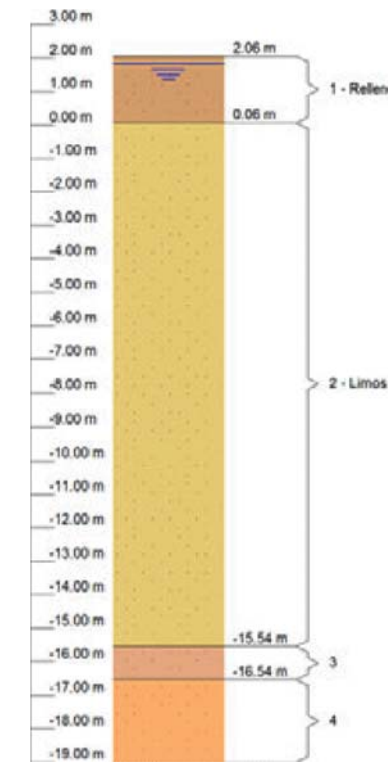 3.00 m
2.00 m
2.06 m
1.00 m
1 - Relleno
0.00 m
0.06 m
-1.00 m
-2.00 m
-3.00 m
-4.00 m
-5.00 m
-6.00 m
-7.00 m
-8.00 m
2 - Limos
-9.00 m
-10.00 m
-11.00 m
-12.00 m
-13.00 m
-14.00 m
-15.00 m
-15.54 m
-16.00 m
3
-16.54 m
-17.00 m
-18.00 m
4
-19.00 m